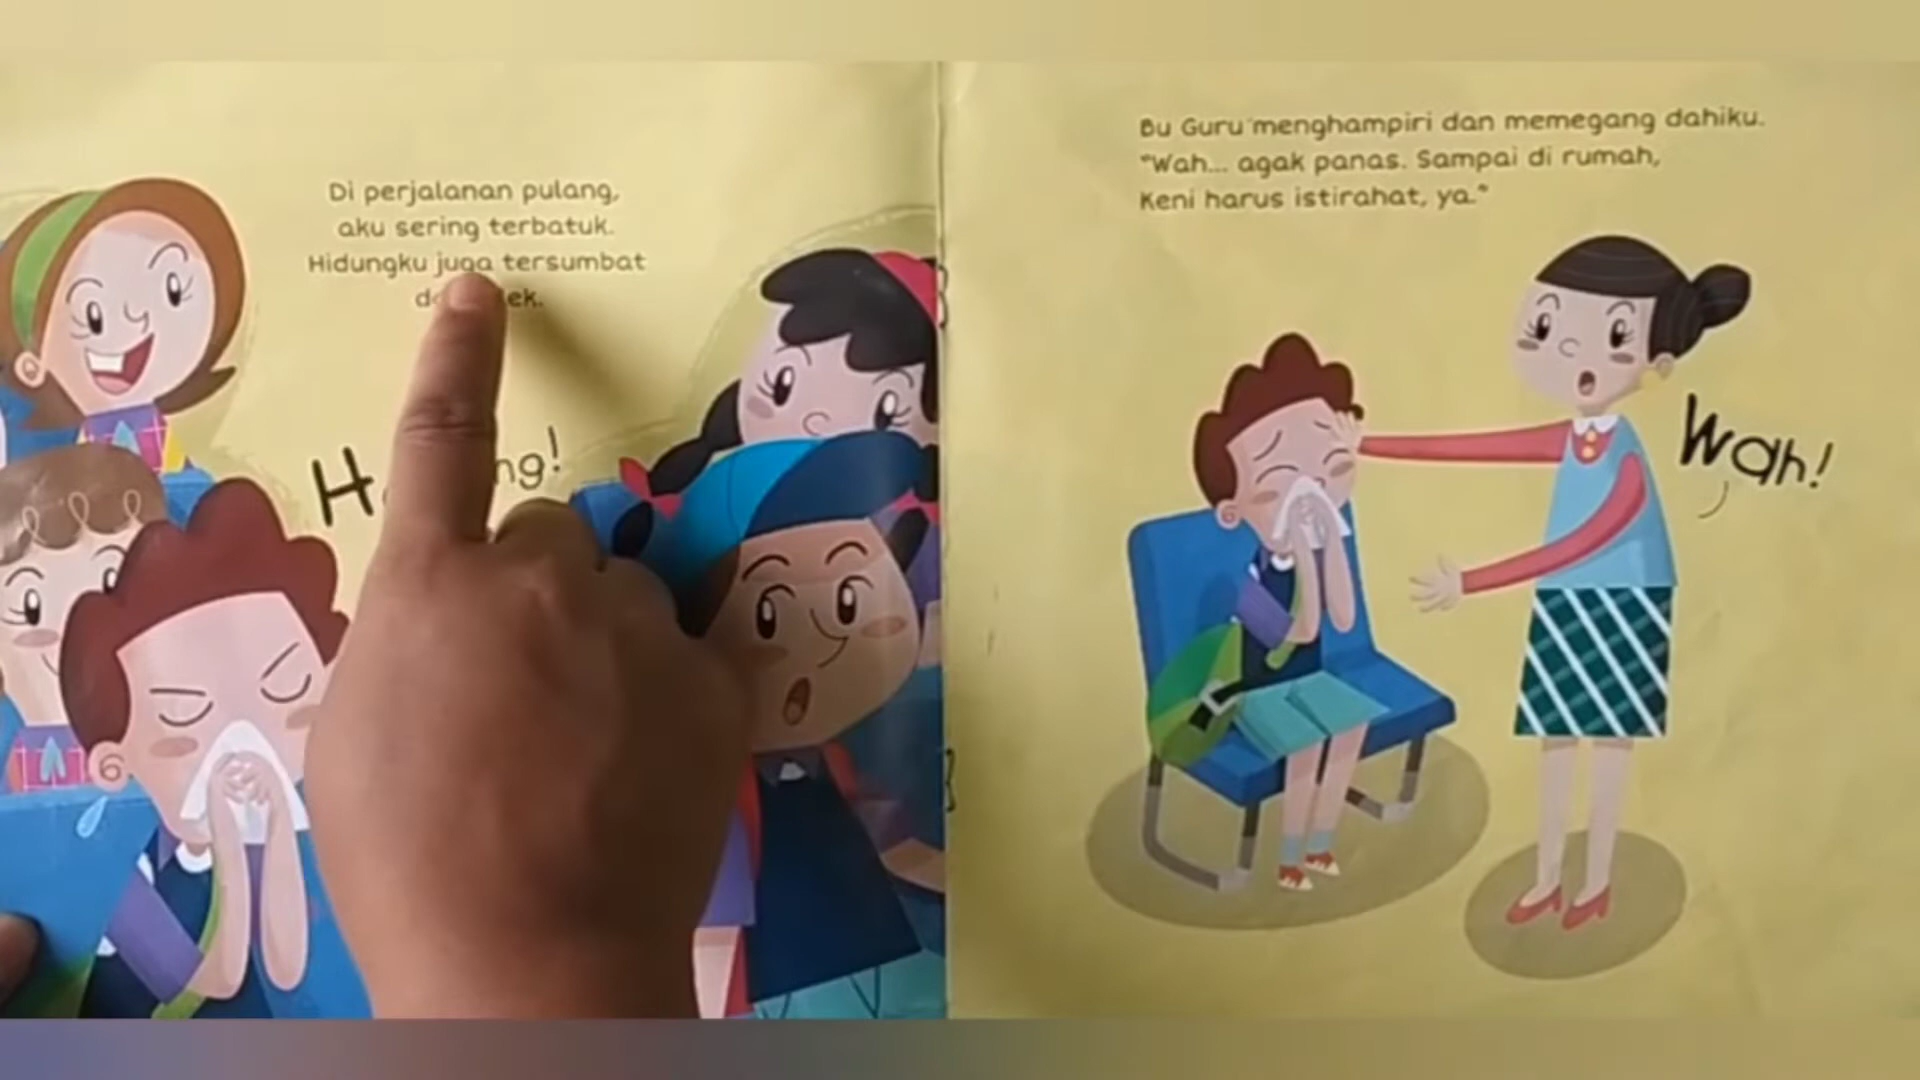 Di perjalanan pulang,
aku sering terbatuk.
Hidungku juga tersumbat
Bu Guru menghampiri dan memegang dahiku.
"Wah... agak panas. Sampai di rumah,
Keni harus istirahat, ya."
Wah!